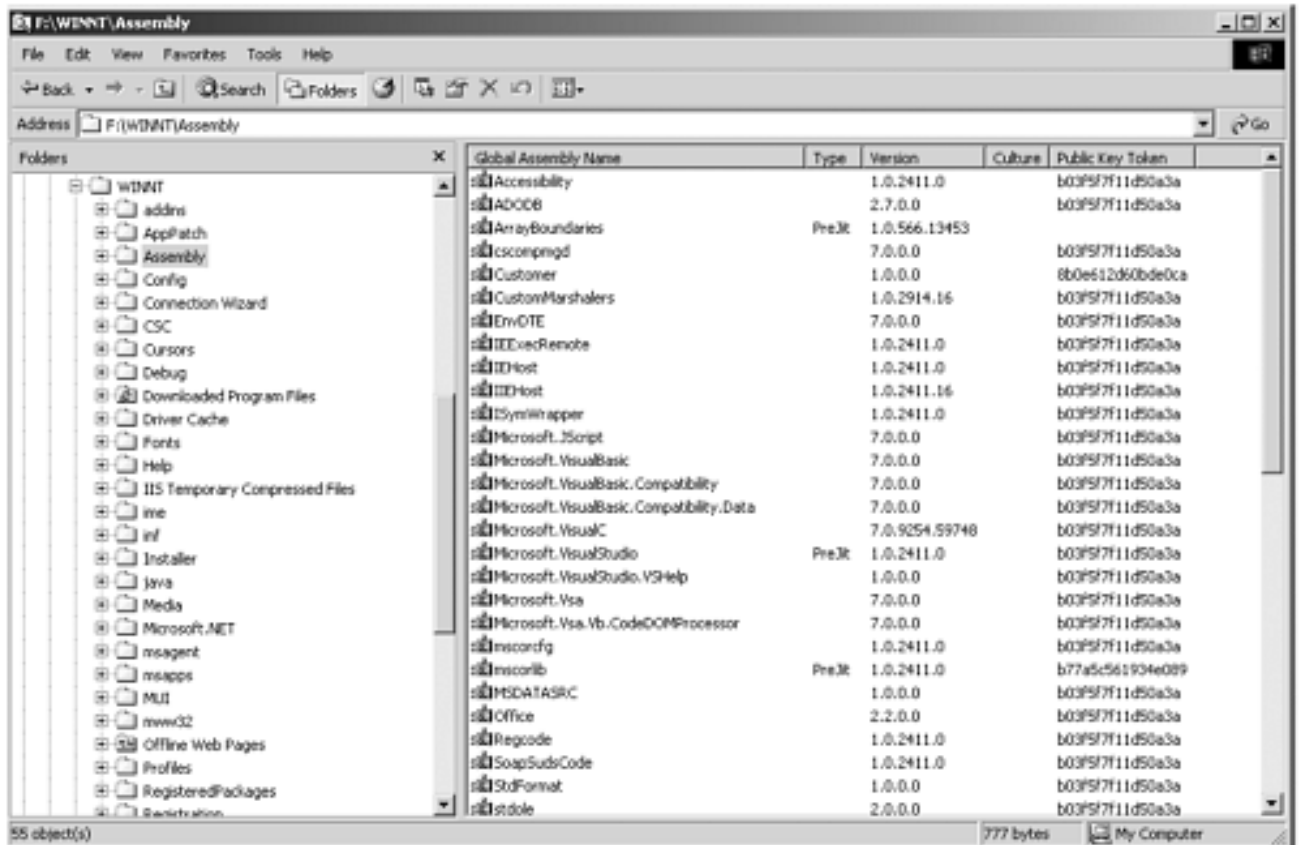 F:\WINNT\Assembly
File Edit View Favorites Tools Help
Back Search Folders
Address F:\WINNT\Assembly Go
Folders
WINNT
addins
AppPatch
Assembly
Config
Connection Wizard
CSC
Cursors
Debug
Downloaded Program Files
Driver Cache
Fonts
Help
IIS Temporary Compressed Files
ime
inf
Installer
java
Media
Microsoft.NET
msagent
msapps
MUI
mww32
Offline Web Pages
Profiles
RegisteredPackages
Registration
Global Assembly Name Type Version Culture Public Key Token
Accessibility 1.0.2411.0 b03f5f7f11d50a3a
ADODB 2.7.0.0 b03f5f7f11d50a3a
ArrayBoundaries PreJit 1.0.566.13453
cscompmgd 7.0.0.0 b03f5f7f11d50a3a
Customer 1.0.0.0 8b0e612d60bde0ca
CustomMarshalers 1.0.2914.16 b03f5f7f11d50a3a
EnvDTE 7.0.0.0 b03f5f7f11d50a3a
IEExecRemote 1.0.2411.0 b03f5f7f11d50a3a
IEHost 1.0.2411.0 b03f5f7f11d50a3a
IIEHost 1.0.2411.16 b03f5f7f11d50a3a
ISymWrapper 1.0.2411.0 b03f5f7f11d50a3a
Microsoft.JScript 7.0.0.0 b03f5f7f11d50a3a
Microsoft.VisualBasic 7.0.0.0 b03f5f7f11d50a3a
Microsoft.VisualBasic.Compatibility 7.0.0.0 b03f5f7f11d50a3a
Microsoft.VisualBasic.Compatibility.Data 7.0.0.0 b03f5f7f11d50a3a
Microsoft.VisualC 7.0.9254.59748 b03f5f7f11d50a3a
Microsoft.VisualStudio PreJit 1.0.2411.0 b03f5f7f11d50a3a
Microsoft.VisualStudio.VSHelp 1.0.0.0 b03f5f7f11d50a3a
Microsoft.Vsa 7.0.0.0 b03f5f7f11d50a3a
Microsoft.Vsa.Vb.CodeDOMProcessor 7.0.0.0 b03f5f7f11d50a3a
mscorcfg 1.0.2411.0 b03f5f7f11d50a3a
mscorlib PreJit 1.0.2411.0 b77a5c561934e089
MSDATASRC 1.0.0.0 b03f5f7f11d50a3a
Office 2.2.0.0 b03f5f7f11d50a3a
Regcode 1.0.2411.0 b03f5f7f11d50a3a
SoapSudsCode 1.0.2411.0 b03f5f7f11d50a3a
StdFormat 1.0.0.0 b03f5f7f11d50a3a
stdole 2.0.0.0 b03f5f7f11d50a3a
55 object(s) 777 bytes My Computer